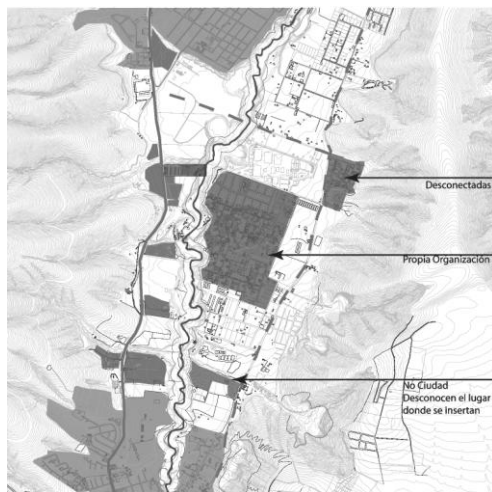 Desconectadas
Propia Organización
No Ciudad
Desconocen el lugar
donde se insertan